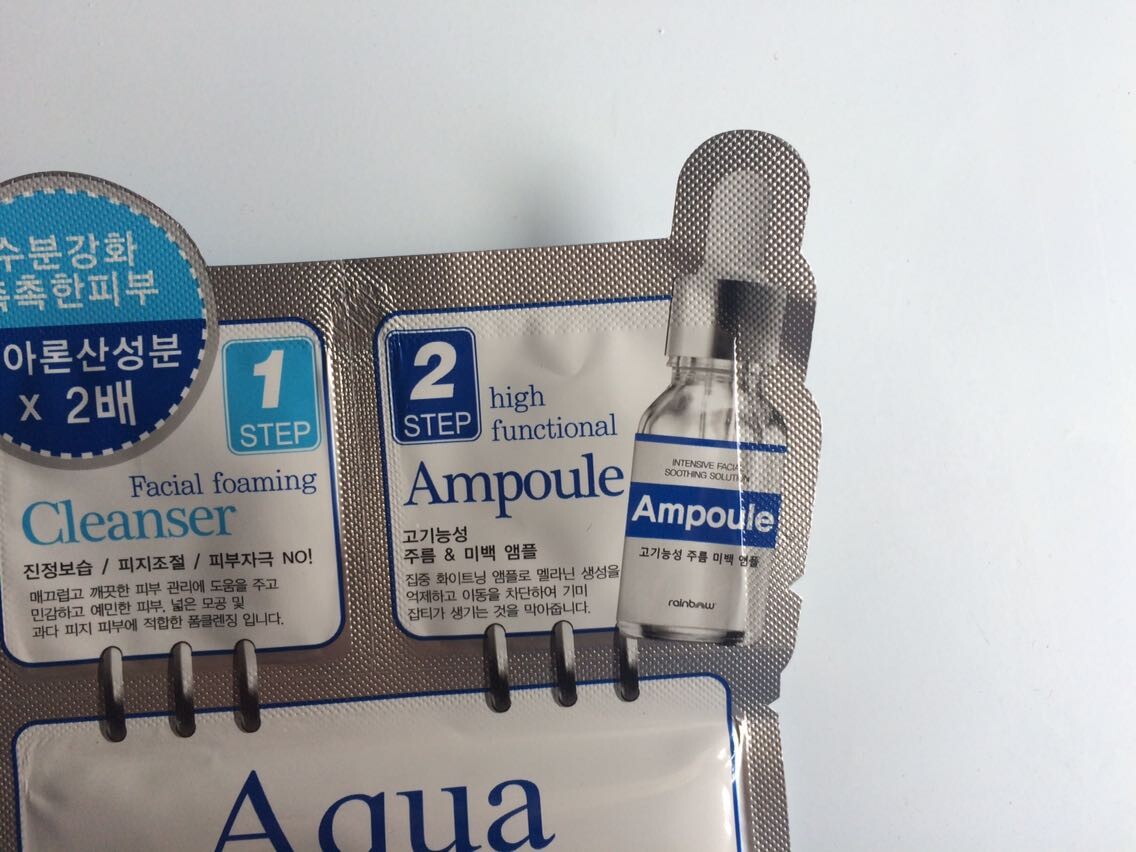 수분강화
촉한피부
아론산성분
x 2배
1
STEP
Facial foaming
Cleanser
진정보습 / 피지조절 / 피부자극 NO!
매끄럽고 깨끗한 피부 관리에 도움을 주고
민감하고 예민한 피부, 넓은 모공 및
과다 피지 피부에 적합한 폼클렌징 입니다.
2
STEP
high
functional
Ampoule
고기능성
주름 & 미백 앰플
집중 화이트닝 앰플로 멜라닌 생성을
억제하고 이동을 차단하여 기미
잡티가 생기는 것을 막아줍니다.
INTENSIVE FACIAL
SOOTHING SOLUTION
Ampoule
고기능성 주름 미백 앰플
rainbow
Aqua